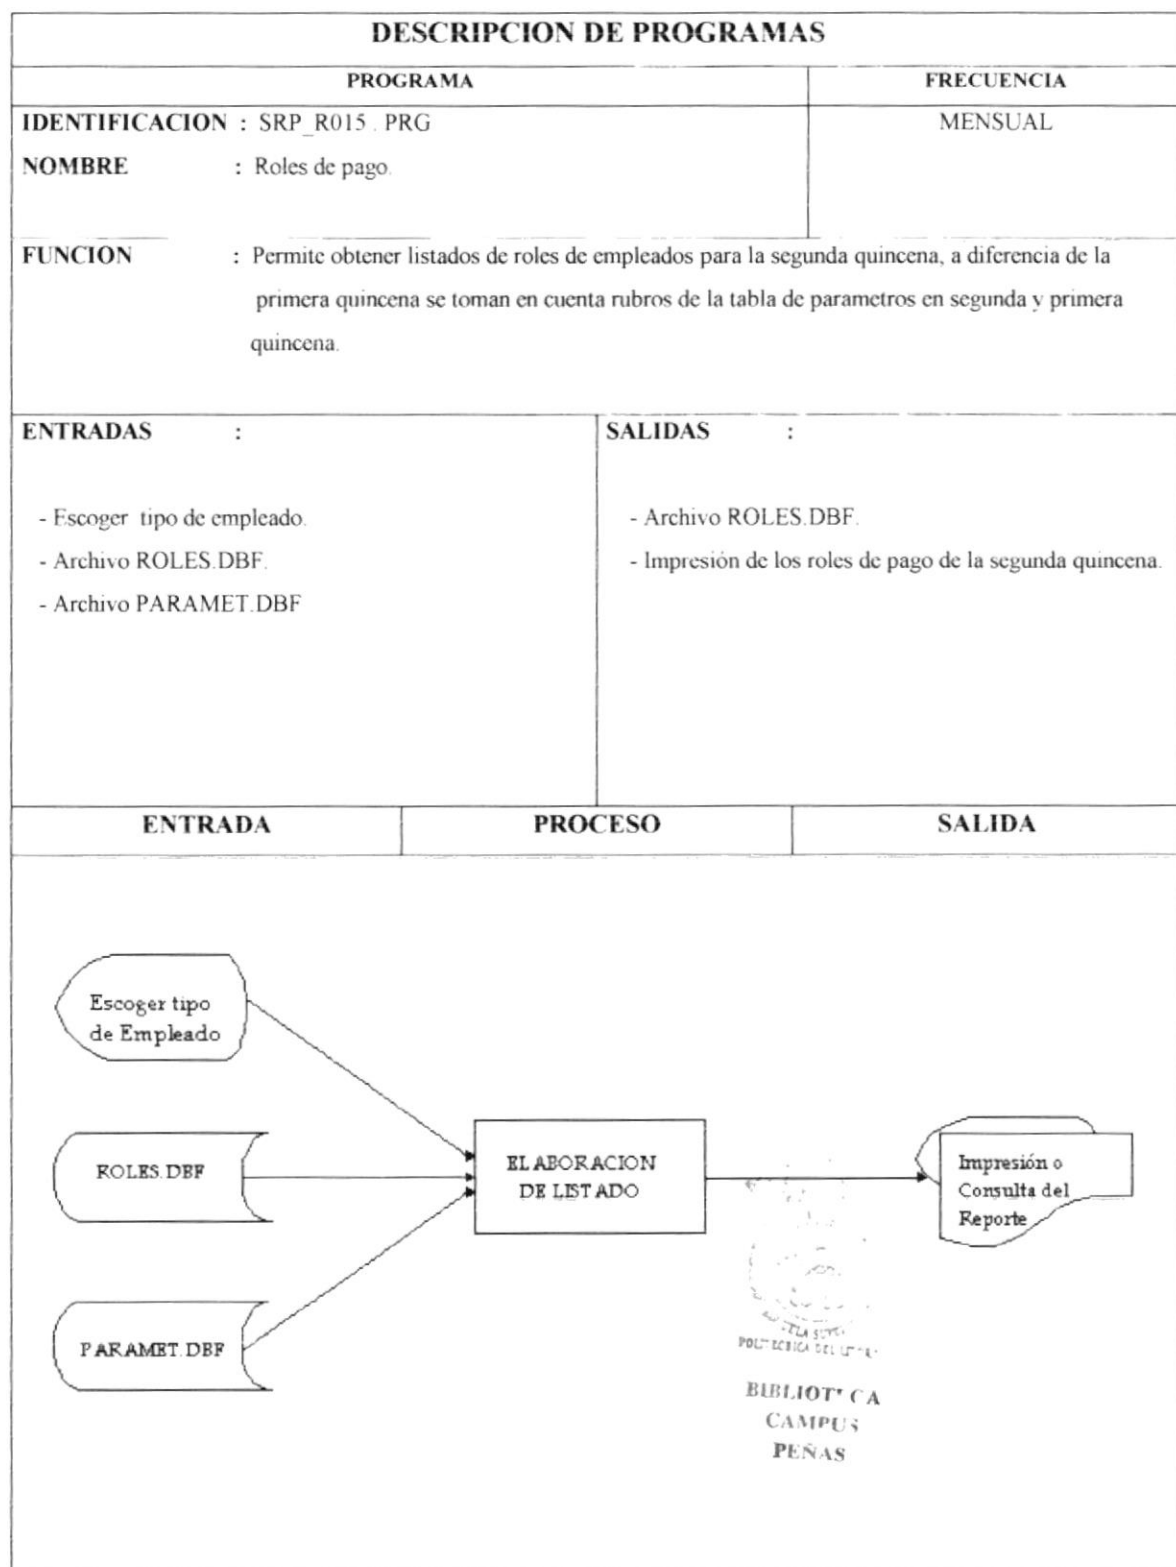 DESCRIPCION DE PROGRAMAS
PROGRAMA
FRECUENCIA
IDENTIFICACION : SRP_R015 . PRG
MENSUAL
NOMBRE : Roles de pago.
FUNCION : Permite obtener listados de roles de empleados para la segunda quincena, a diferencia de la
primera quincena se toman en cuenta rubros de la tabla de parametros en segunda y primera
quincena.
ENTRADAS :
- Escoger tipo de empleado.
- Archivo ROLES.DBF.
- Archivo PARAMET.DBF
SALIDAS :
- Archivo ROLES.DBF.
- Impresión de los roles de pago de la segunda quincena.
ENTRADA
PROCESO
SALIDA
Escoger tipo
de Empleado
ROLES.DBF
PARAMET.DBF
ELABORACION
DE LISTADO
Impresión o
Consulta del
Reporte
POLITECNICA DEL
CAMPUS
PEÑAS